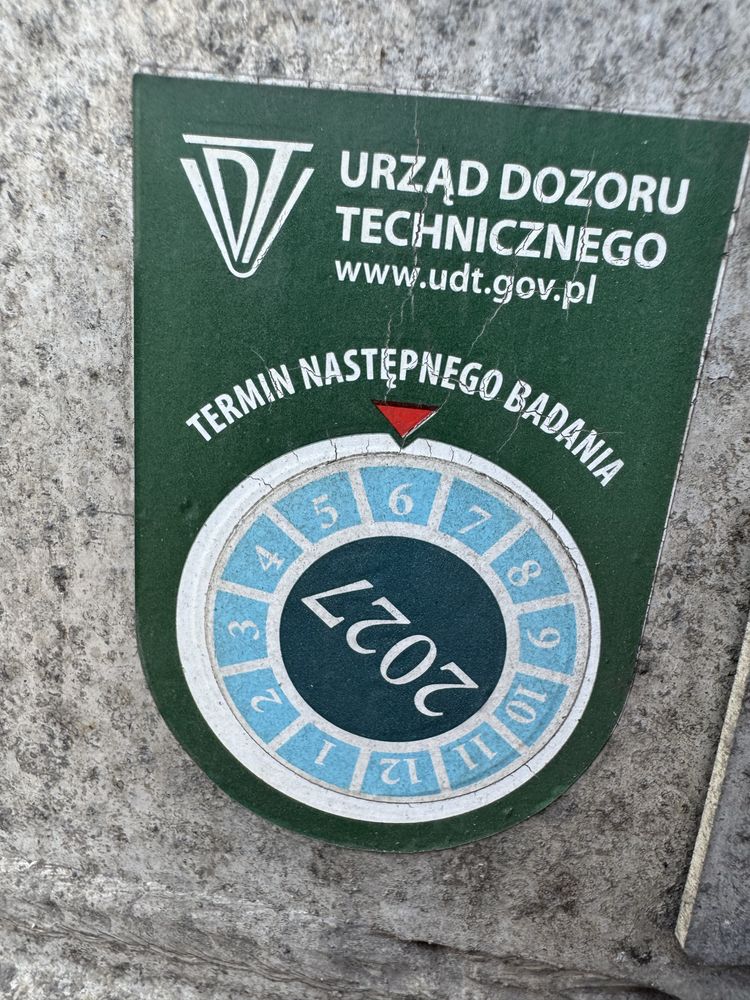 UDT
URZĄD DOZORU
TECHNICZNEGO
www.udt.gov.pl
TERMIN NASTĘPNEGO BADANIA
1 2 3 4 5 6 7 8 9 10 11 12
2027